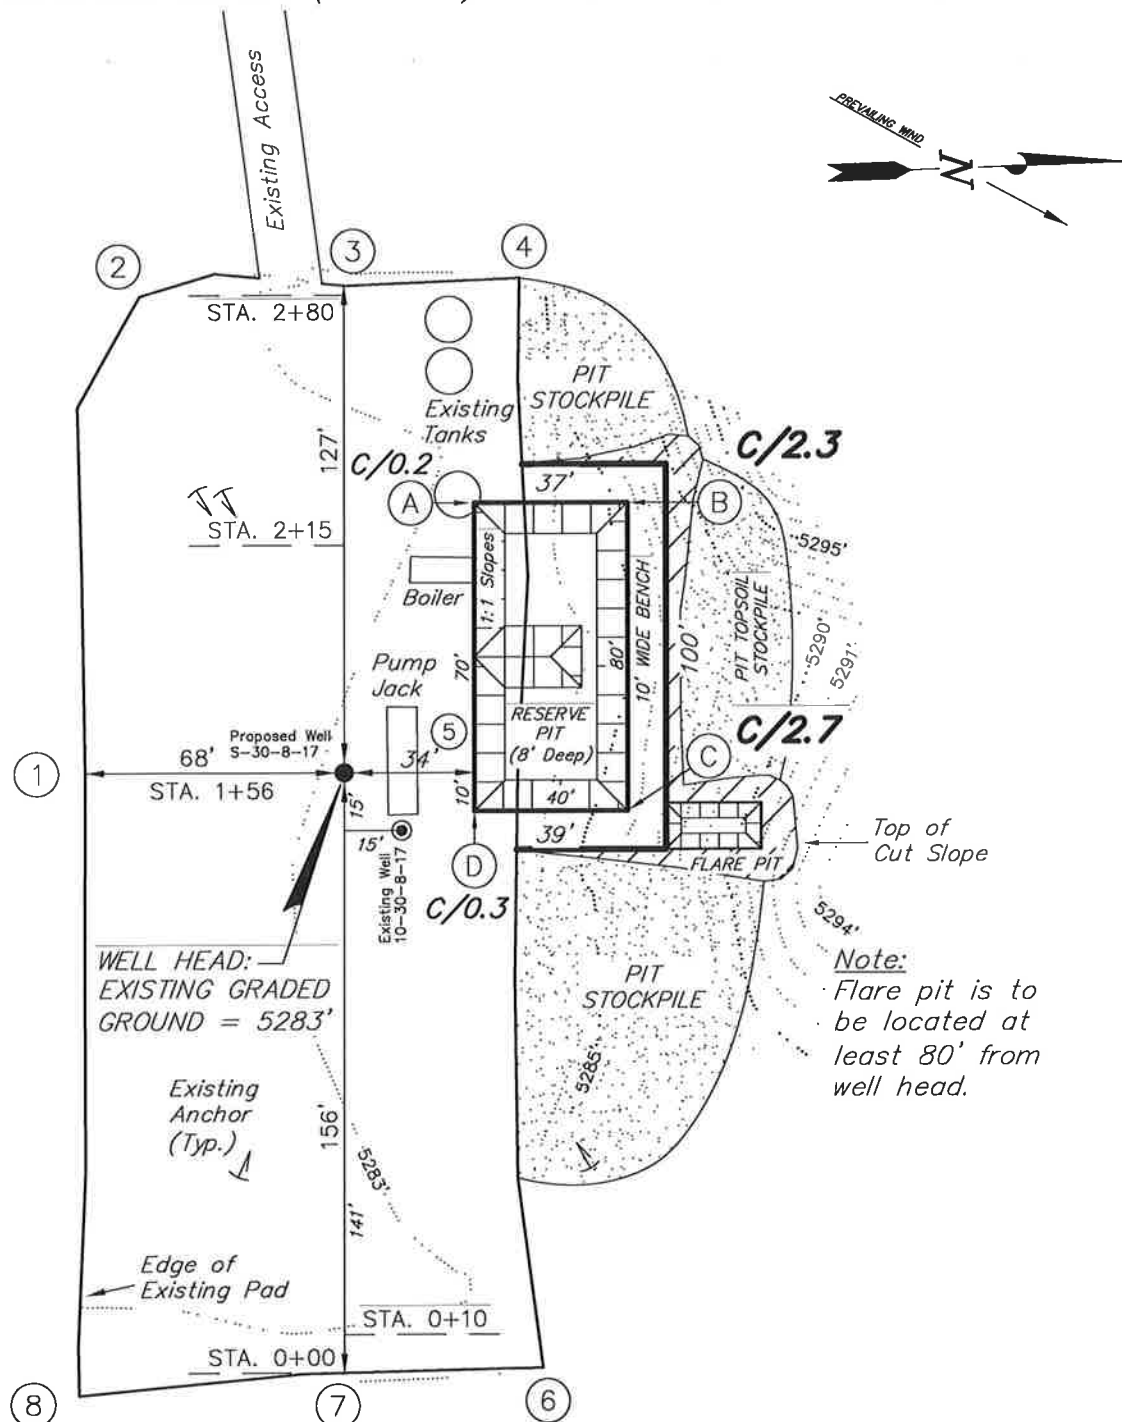 Existing Access
PREVAILING WIND
N
2
3
4
STA. 2+80
PIT
STOCKPILE
Existing
Tanks
127'
C/0.2
C/2.3
37'
A
B
STA. 2+15
5295'
1:1 Slopes
Boiler
10' WIDE BENCH
PIT TOPSOIL
STOCKPILE
5290'
5291'
100'
80'
70'
Pump
Jack
RESERVE
PIT
(8' Deep)
5
C/2.7
Proposed Well
S-30-8-17
1
68'
34'
C
STA. 1+56
15'
10'
40'
15'
39'
Top of
Cut Slope
FLARE PIT
D
Existing Well
10-30-8-17
C/0.3
5294'
WELL HEAD:
EXISTING GRADED
GROUND = 5283'
PIT
STOCKPILE
Note:
Flare pit is to
be located at
least 80' from
well head.
5285'
Existing
Anchor
(Typ.)
156'
5283'
141'
Edge of
Existing Pad
STA. 0+10
STA. 0+00
8
7
6